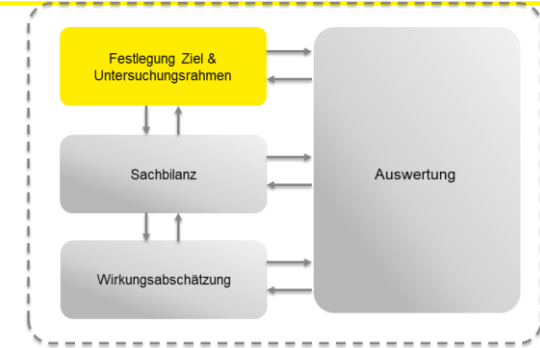 Festlegung Ziel &
Untersuchungsrahmen
Sachbilanz
Auswertung
Wirkungsabschätzung